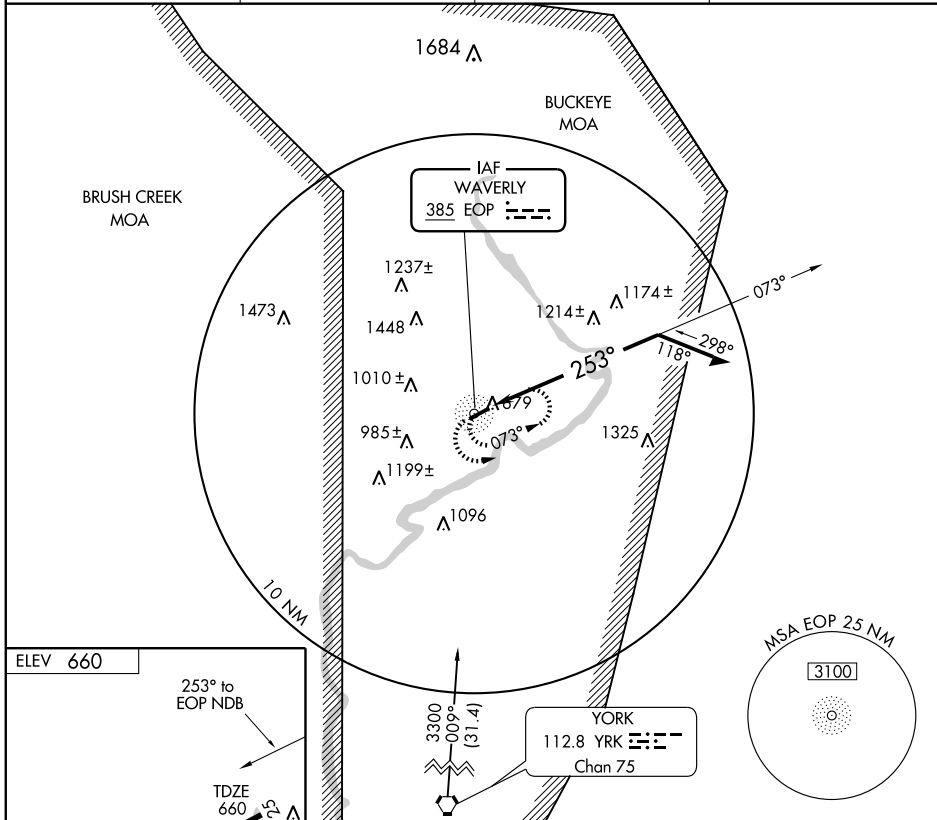 1684
BUCKEYE
MOA
BRUSH CREEK
MOA
IAF
WAVERLY
385 EOP
1237±
1473
1448
1214±
1174±
073°
298°
118°
253°
1010±
879
073°
985±
1325
1199±
1096
10 NM
MSA EOP 25 NM
3100
ELEV 660
253° to
EOP NDB
TDZE
660
25
3300
009°
(31.4)
YORK
112.8 YRK
Chan 75